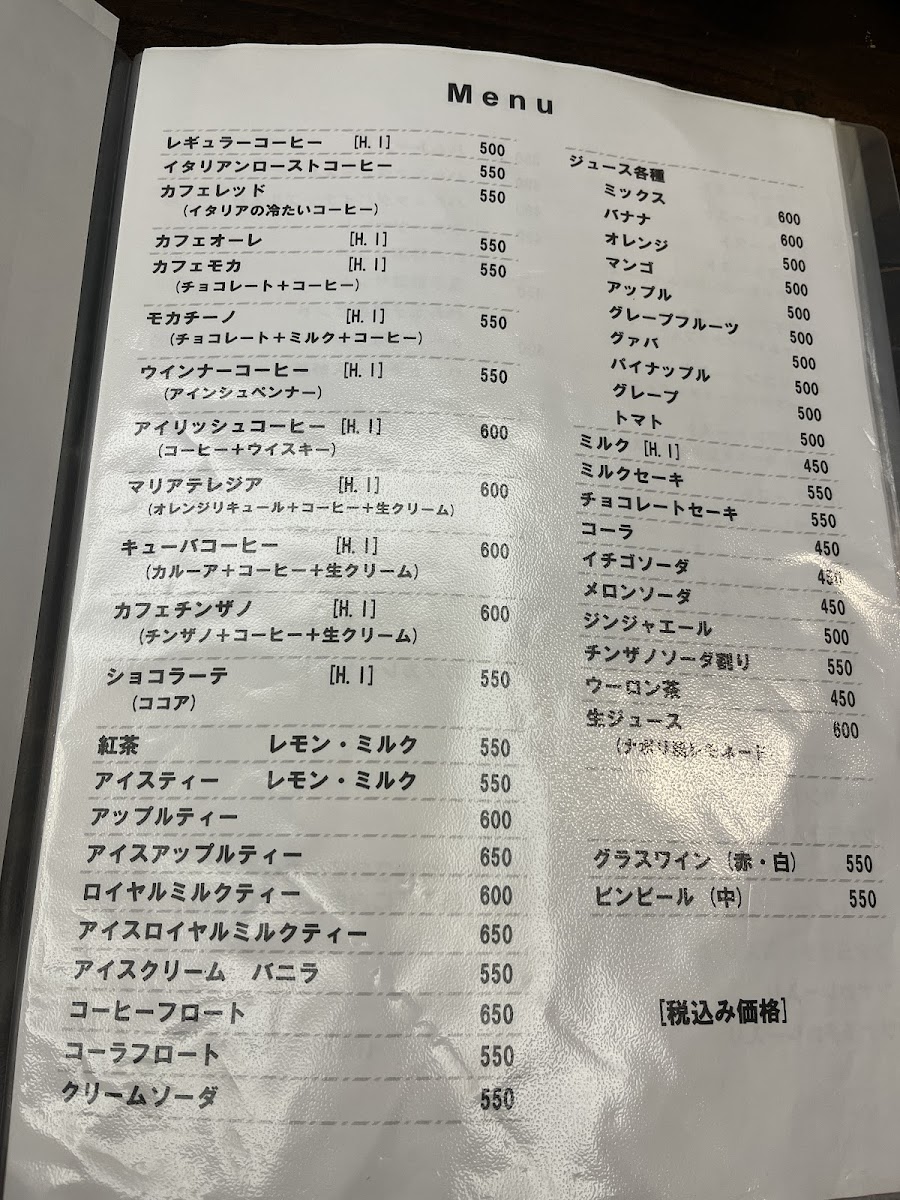 Menu
レギュラーコーヒー [H.I] 500
イタリアンローストコーヒー 550
カフェレッド 550
(イタリアの冷たいコーヒー)
カフェオーレ [H.I] 550
カフェモカ [H.I] 550
(チョコレート+コーヒー)
モカチーノ [H.I] 550
(チョコレート+ミルク+コーヒー)
ウインナーコーヒー [H.I] 550
(アインシュペンナー)
アイリッシュコーヒー [H.I] 600
(コーヒー+ウイスキー)
マリアテレジア [H.I] 600
(オレンジリキュール+コーヒー+生クリーム)
キューバコーヒー [H.I] 600
(カルーア+コーヒー+生クリーム)
カフェチンザノ [H.I] 600
(チンザノ+コーヒー+生クリーム)
ショコラーテ [H.I] 550
(ココア)
紅茶 レモン・ミルク 550
アイスティー レモン・ミルク 550
アップルティー 600
アイスアップルティー 650
ロイヤルミルクティー 600
アイスロイヤルミルクティー 650
アイスクリーム バニラ 550
コーヒーフロート 650
コーラフロート 550
クリームソーダ 550
ジュース各種
ミックス 600
バナナ 600
オレンジ 500
マンゴ 500
アップル 500
グレープフルーツ 500
グァバ 500
パイナップル 500
グレープ 500
トマト 500
ミルク [H.I] 450
ミルクセーキ 550
チョコレートセーキ 550
コーラ 450
イチゴソーダ 450
メロンソーダ 450
ジンジャエール 500
チンザノソーダ割り 550
ウーロン茶 450
生ジュース 600
グラスワイン (赤・白) 550
ビンビール (中) 550
[税込み価格]